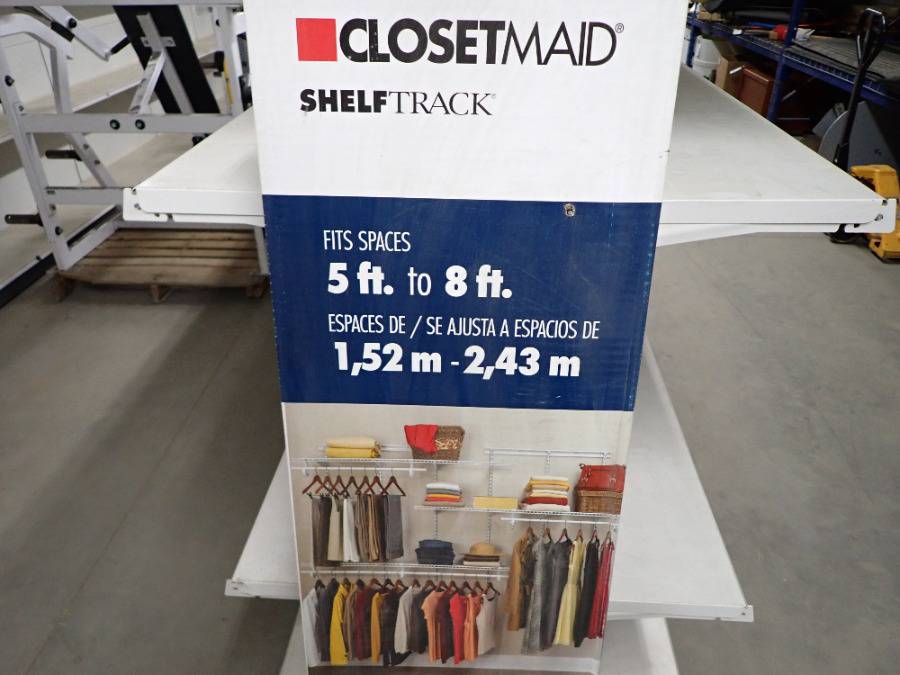 CLOSETMAID®
SHELFTRACK®
FITS SPACES
5 ft. to 8 ft.
ESPACES DE / SE AJUSTA A ESPACIOS DE
1,52 m - 2,43 m